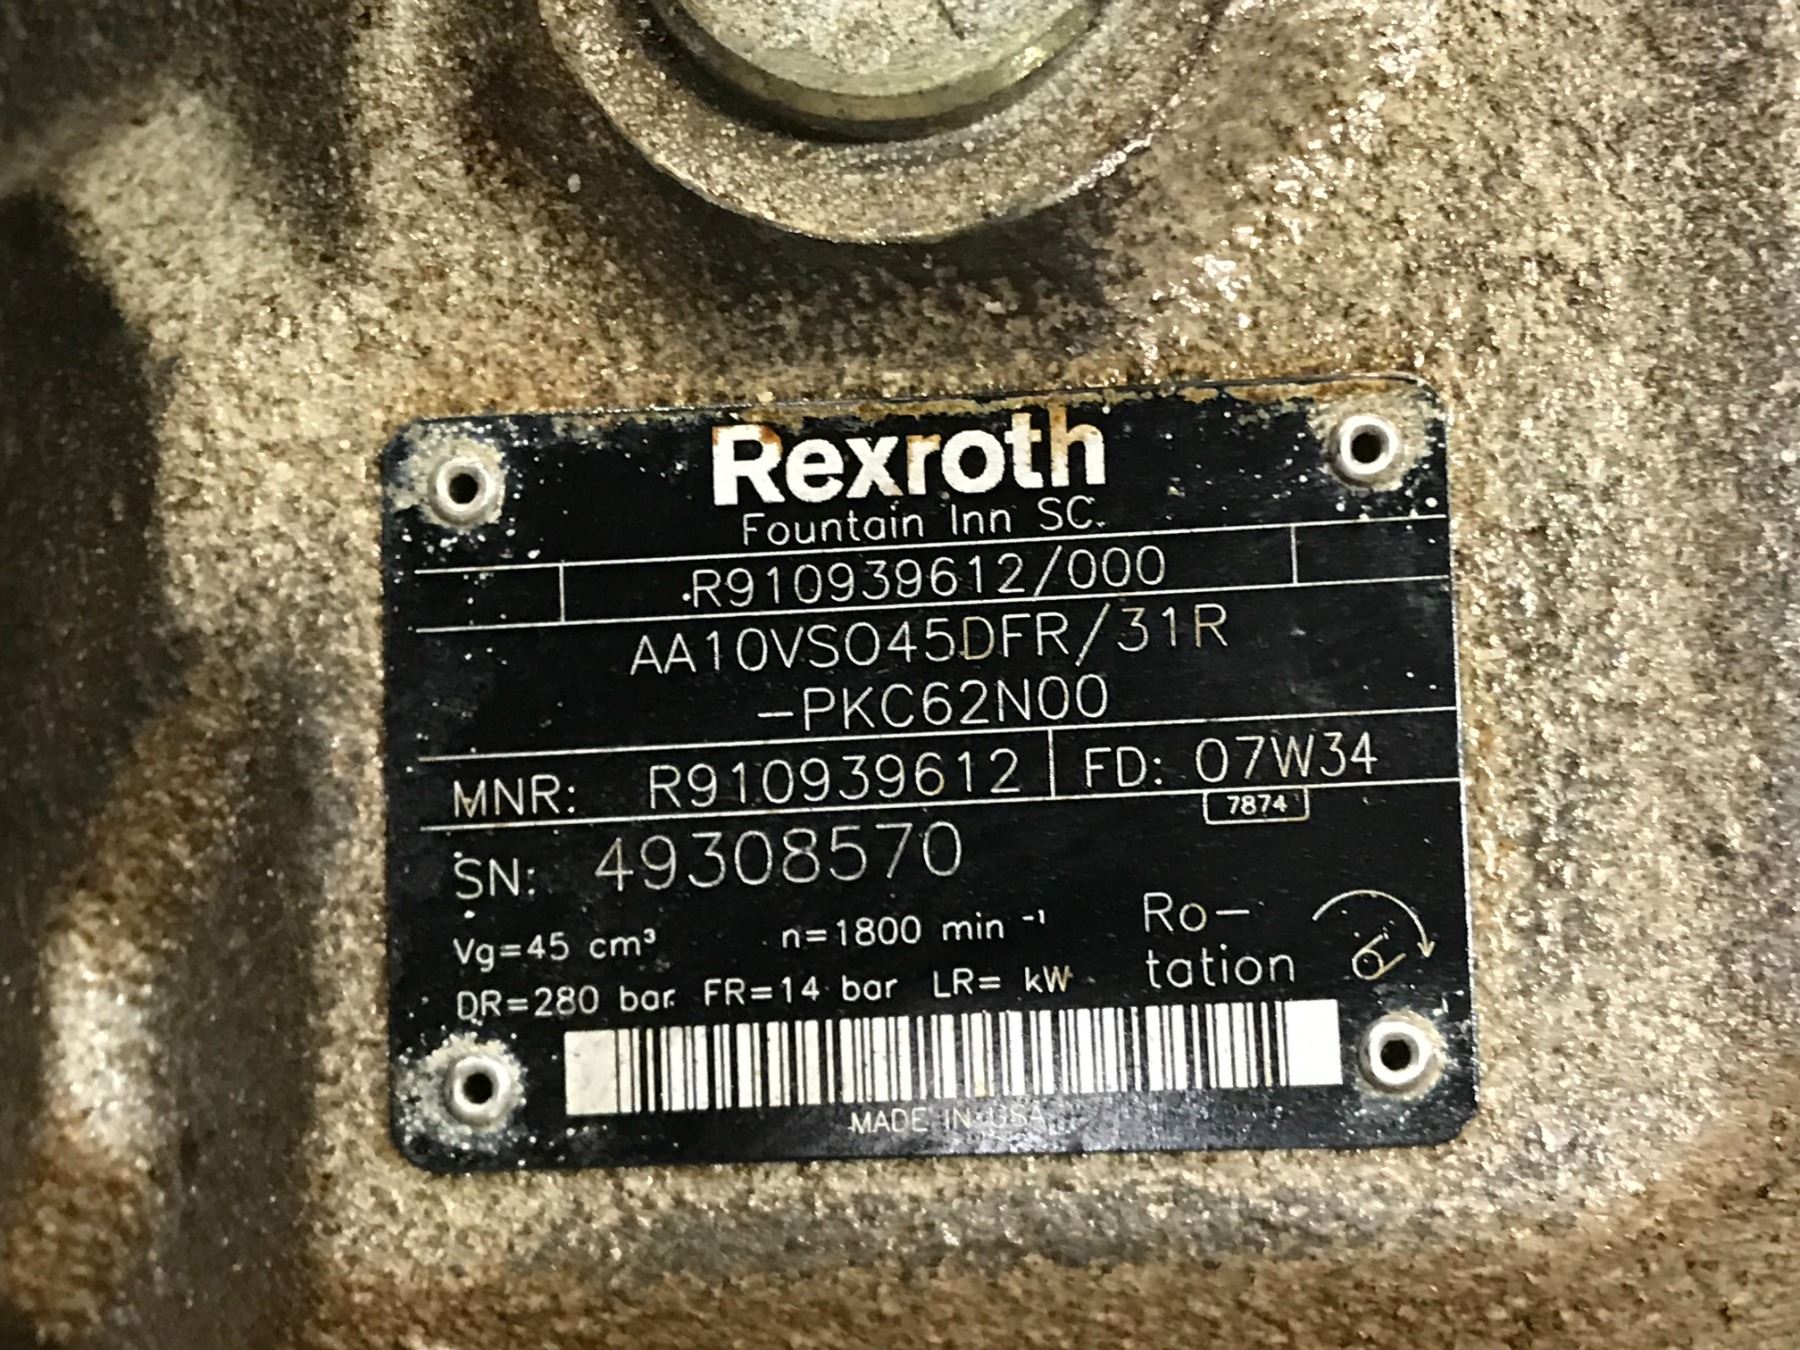 Rexroth
Fountain Inn SC.
R910939612/000
AA10VSO45DFR/31R
-PKC62N00
MNR: R910939612 FD: 07W34
7874
SN: 49308570
Vg=45 cm³ n=1800 min ⁻¹
Ro-
tation
DR=280 bar FR=14 bar LR= kW
MADE IN USA